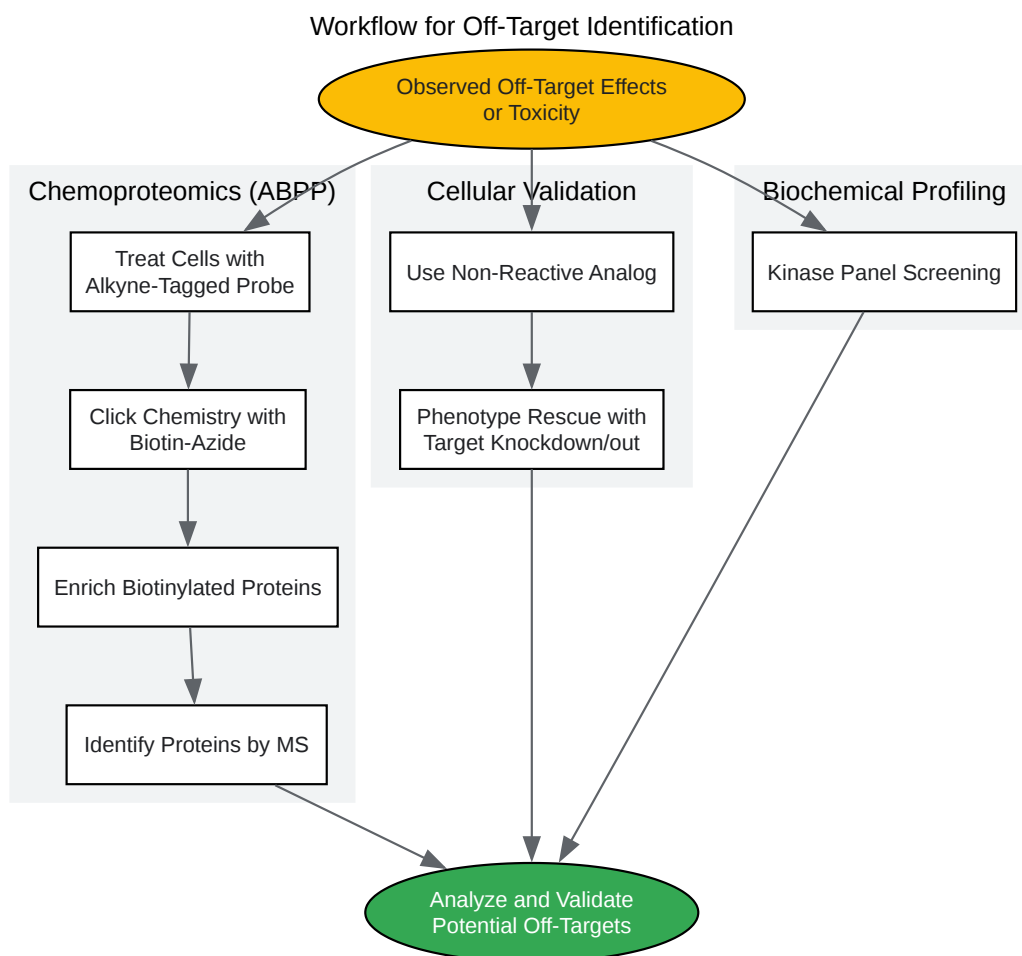 Workflow for Off-Target Identification
Observed Off-Target Effects
or Toxicity
Chemoproteomics (ABPP)
Treat Cells with
Alkyne-Tagged Probe
Click Chemistry with
Biotin-Azide
Enrich Biotinylated Proteins
Identify Proteins by MS
Cellular Validation
Use Non-Reactive Analog
Phenotype Rescue with
Target Knockdown/out
Biochemical Profiling
Kinase Panel Screening
Analyze and Validate
Potential Off-Targets